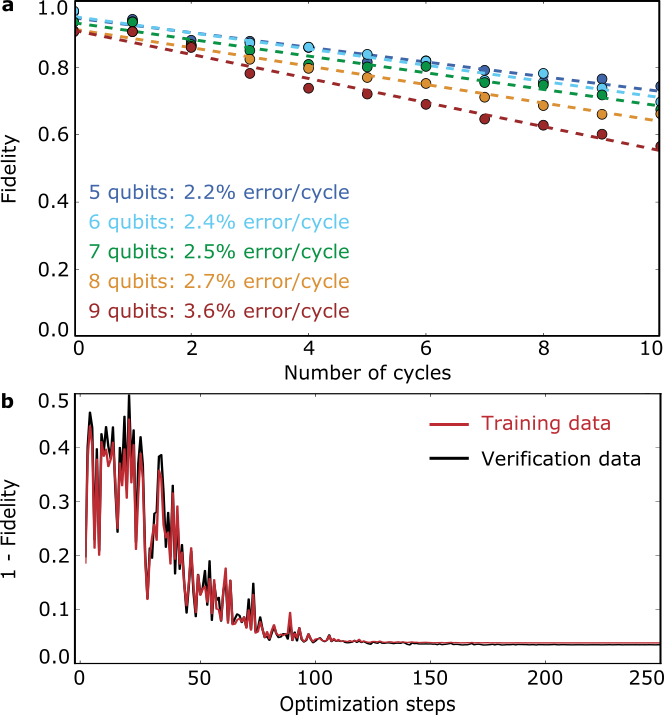 a
1.0
0.8
0.6
0.4
0.2
0.0
Fidelity
5 qubits: 2.2% error/cycle
6 qubits: 2.4% error/cycle
7 qubits: 2.5% error/cycle
8 qubits: 2.7% error/cycle
9 qubits: 3.6% error/cycle
0 2 4 6 8 10
Number of cycles
b
0.5
0.4
0.3
0.2
0.1
0.0
1 - Fidelity
Training data
Verification data
0 50 100 150 200 250
Optimization steps